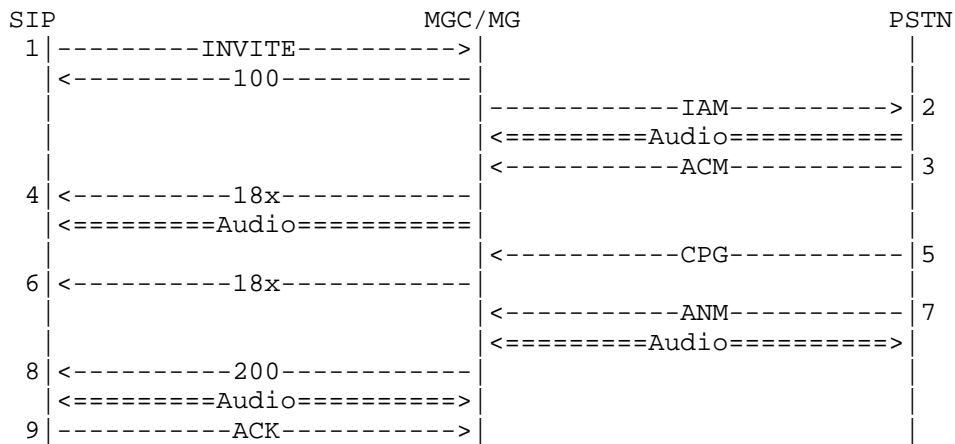 SIP                       MGC/MG                       PSTN
1|---------INVITE---------->|                          |
 |<----------100------------|                          |
 |                          |------------IAM---------->|2
 |                          |<=========Audio===========|
 |                          |<-----------ACM-----------|3
4|<----------18x------------|                          |
 |<=========Audio===========|                          |
 |                          |<-----------CPG-----------|5
6|<----------18x------------|                          |
 |                          |<-----------ANM-----------|7
 |                          |<=========Audio==========>|
8|<----------200------------|                          |
 |<=========Audio==========>|                          |
9|-----------ACK----------->|                          |